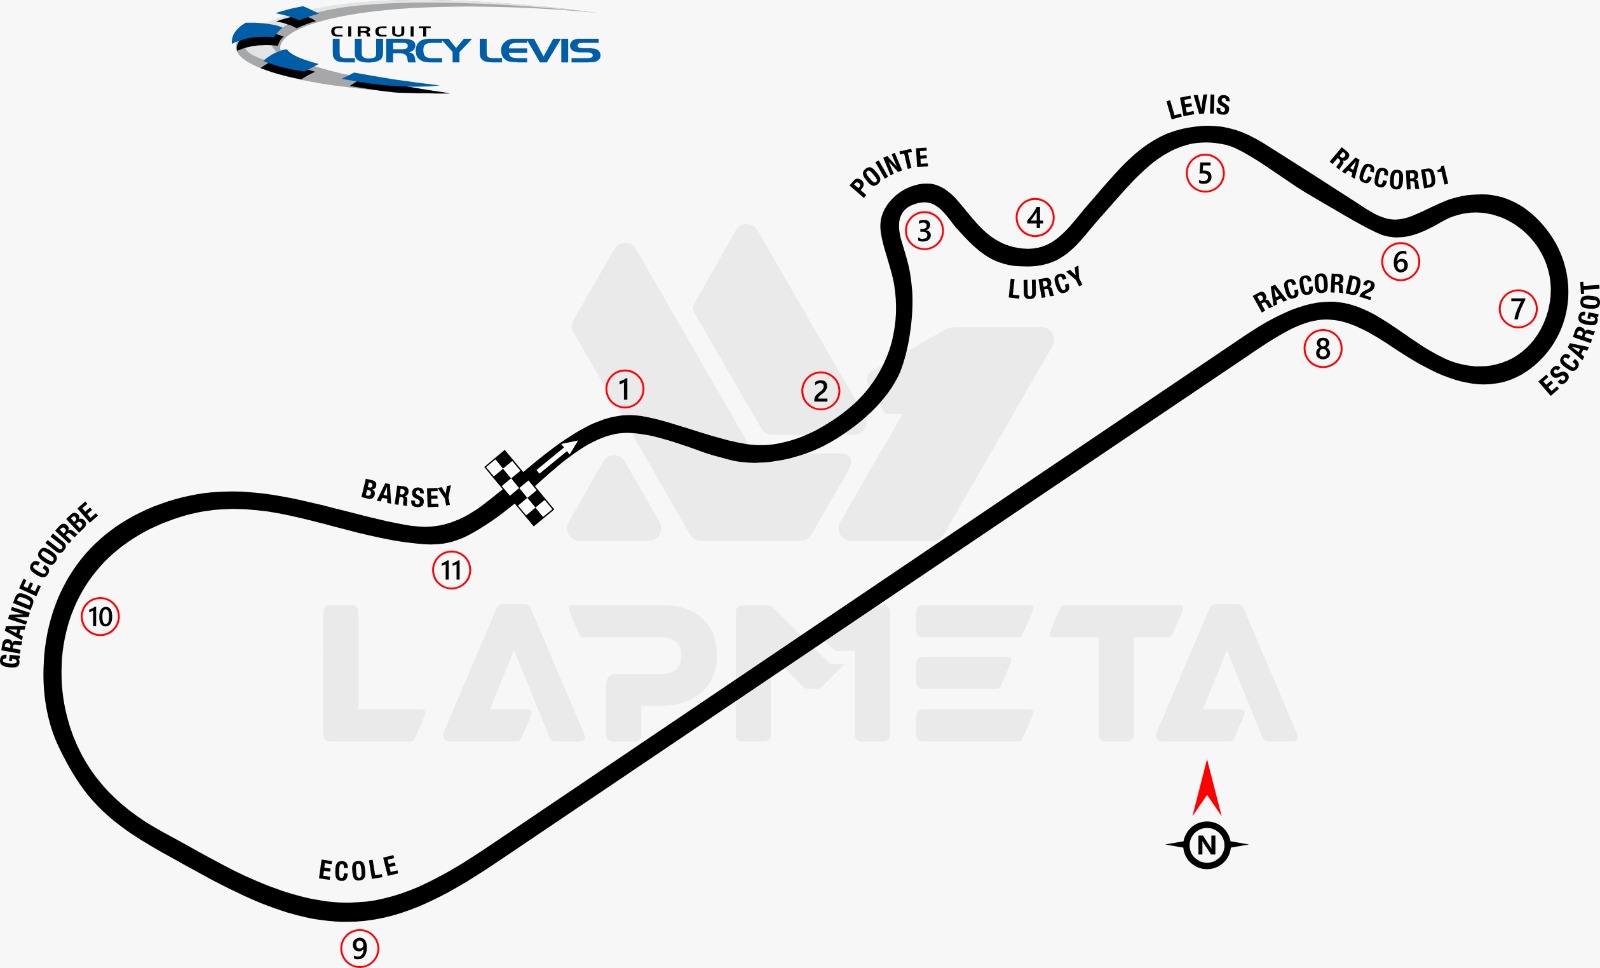 CIRCUIT
LURCY LEVIS
LEVIS
POINTE
RACCORD1
5
4
3
LURCY
6
RACCORD2
7
ESCARGOT
8
1
2
BARSEY
GRANDE COURBE
11
10
LAPMETA
N
ECOLE
9